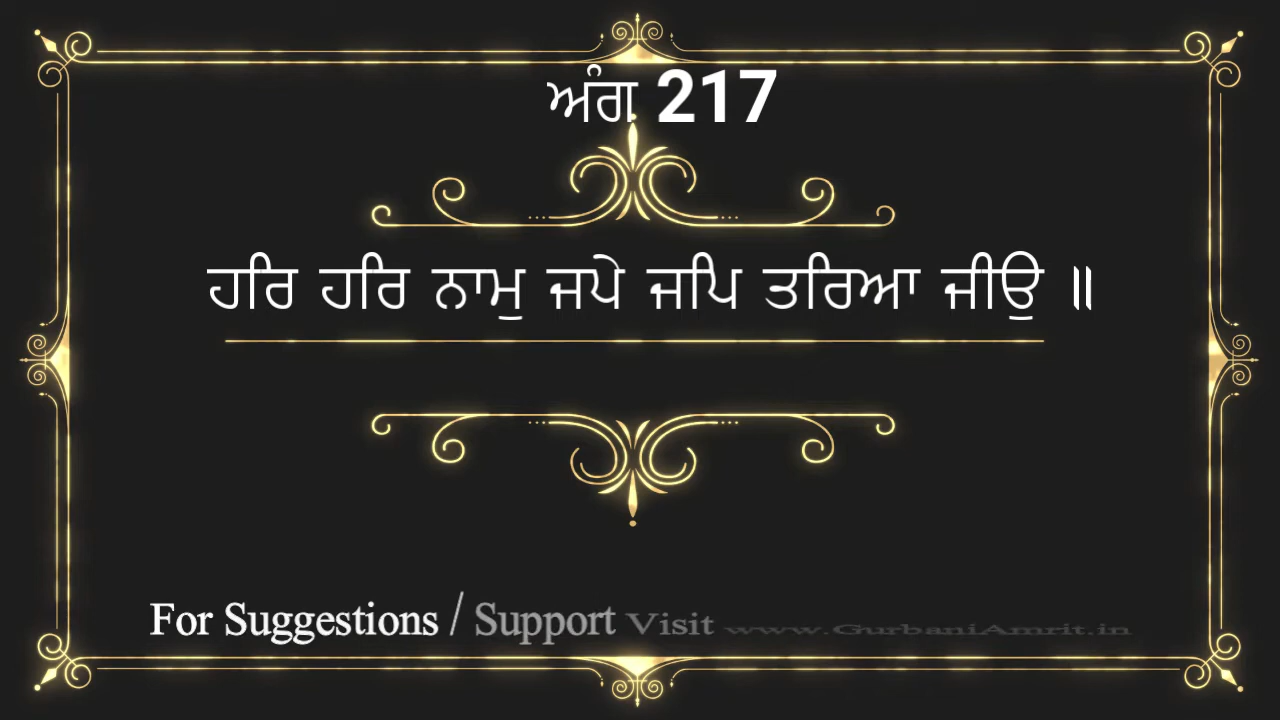 ਅੰਗ 217
ਹਰਿ ਹਰਿ ਨਾਮੁ ਜਪੇ ਜਪਿ ਤਰਿਆ ਜੀਉ ॥
For Suggestions / Support Visit www.GurbaniAmrit.in